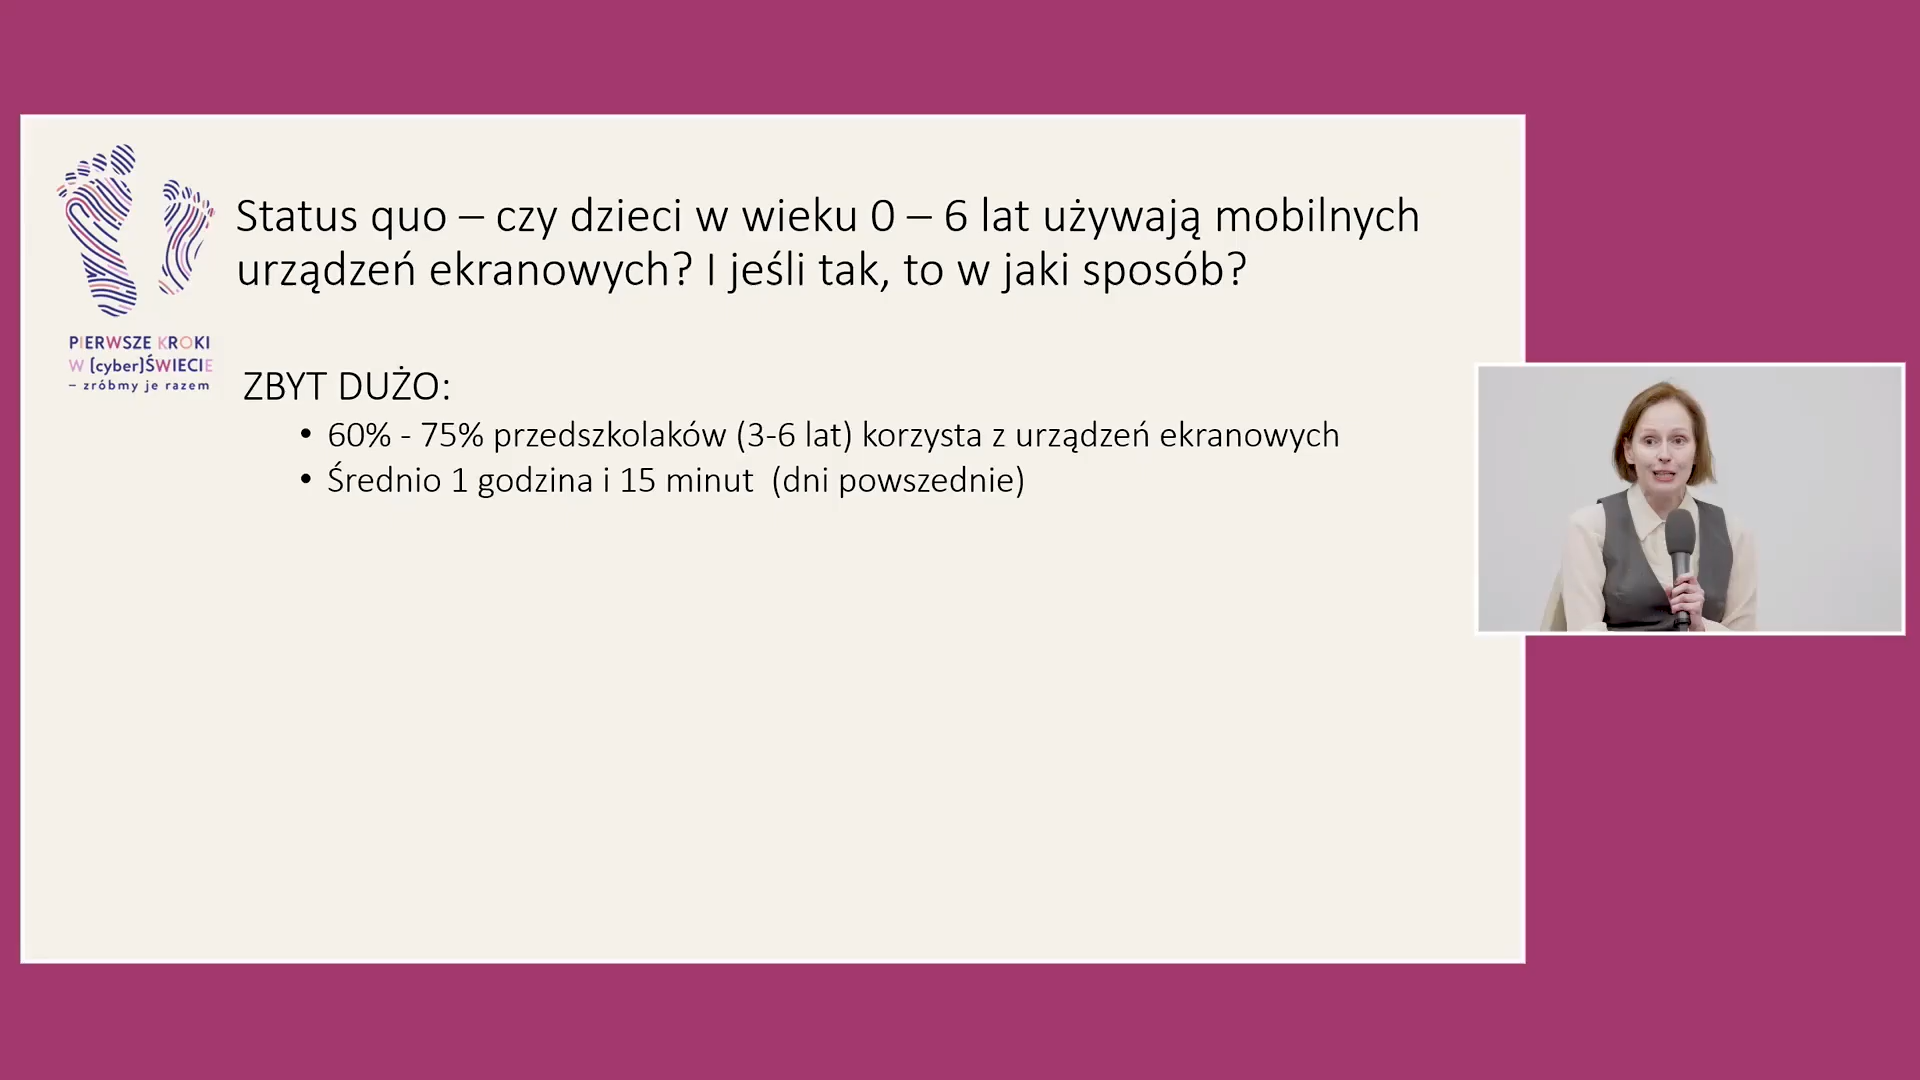 Status quo – czy dzieci w wieku 0 – 6 lat używają mobilnych
urządzeń ekranowych? I jeśli tak, to w jaki sposób?
PIERWSZE KROKI
W [cyber]ŚWIECIE
– zróbmy je razem
ZBYT DUŻO:
• 60% - 75% przedszkolaków (3-6 lat) korzysta z urządzeń ekranowych
• Średnio 1 godzina i 15 minut (dni powszednie)